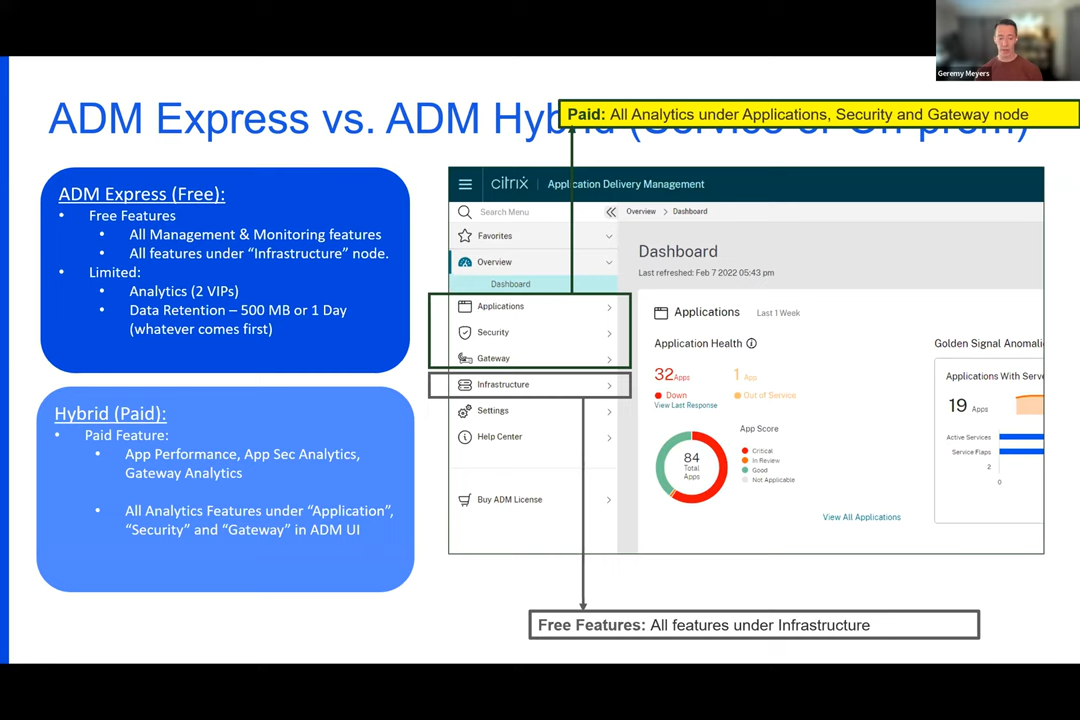 Geremy Meyers
ADM Express vs. ADM Hyb
Paid: All Analytics under Applications, Security and Gateway node
ADM Express (Free):
• Free Features
• All Management & Monitoring features
• All features under “Infrastructure” node.
• Limited:
• Analytics (2 VIPs)
• Data Retention – 500 MB or 1 Day
(whatever comes first)
Hybrid (Paid):
• Paid Feature:
• App Performance, App Sec Analytics,
Gateway Analytics
• All Analytics Features under “Application”,
“Security” and “Gateway” in ADM UI
citrix Application Delivery Management
Search Menu
Favorites
Overview
Dashboard
Applications
Security
Gateway
Infrastructure
Settings
Help Center
Buy ADM License
Overview > Dashboard
Dashboard
Last refreshed: Feb 7 2022 05:43 pm
Applications Last 1 Week
Application Health
32 Apps
Down
View Last Response
1 App
Out of Service
App Score
84
Total
Apps
Critical
In Review
Good
Not Applicable
View All Applications
Golden Signal Anomali
Applications With Serv
19 Apps
Active Services
Service Flaps
2
0
Free Features: All features under Infrastructure